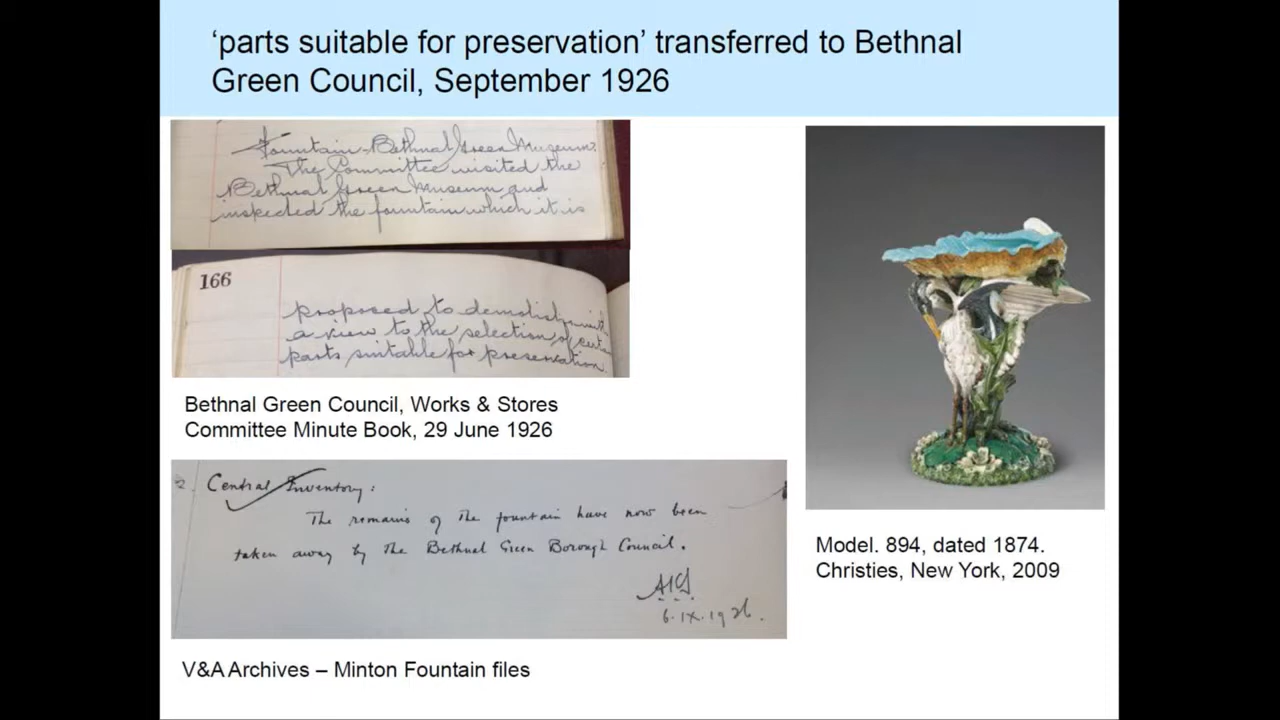 ‘parts suitable for preservation’ transferred to Bethnal
Green Council, September 1926
Fountain-Bethnal Green Museum.
The Committee visited the
Bethnal Green Museum and
inspected the fountain which it is
166
proposed to demolish with
a view to the selection of certain
parts suitable for preservation.
Bethnal Green Council, Works & Stores
Committee Minute Book, 29 June 1926
2. Central Inventory:
The remains of the fountain have now been
taken away by the Bethnal Green Borough Council.
6.IX.1926.
V&A Archives – Minton Fountain files
Model. 894, dated 1874.
Christies, New York, 2009